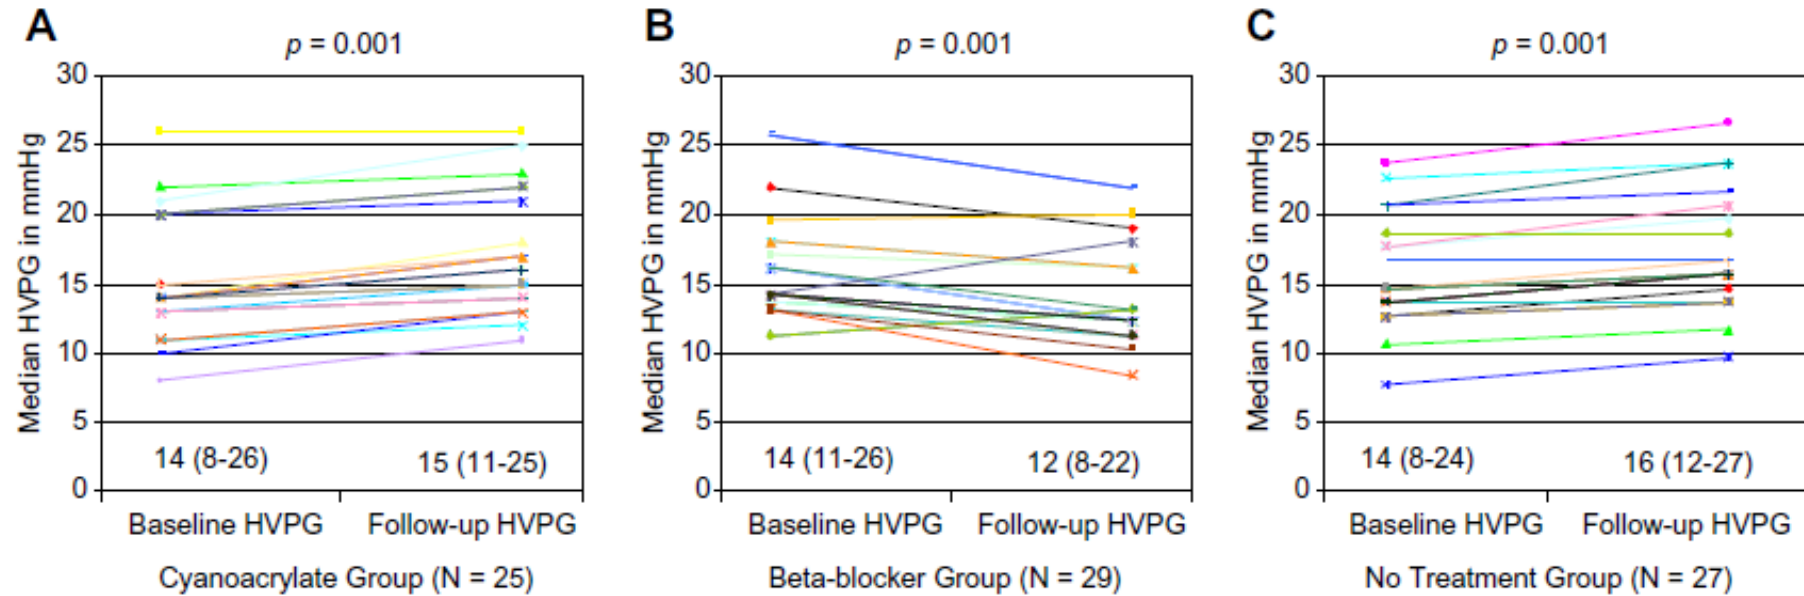 A
p = 0.001
Median HVPG in mmHg
30
25
20
15
10
5
0
14 (8-26)
15 (11-25)
Baseline HVPG
Follow-up HVPG
Cyanoacrylate Group (N = 25)
B
p = 0.001
Median HVPG in mmHg
30
25
20
15
10
5
0
14 (11-26)
12 (8-22)
Baseline HVPG
Follow-up HVPG
Beta-blocker Group (N = 29)
C
p = 0.001
Median HVPG in mmHg
30
25
20
15
10
5
0
14 (8-24)
16 (12-27)
Baseline HVPG
Follow-up HVPG
No Treatment Group (N = 27)